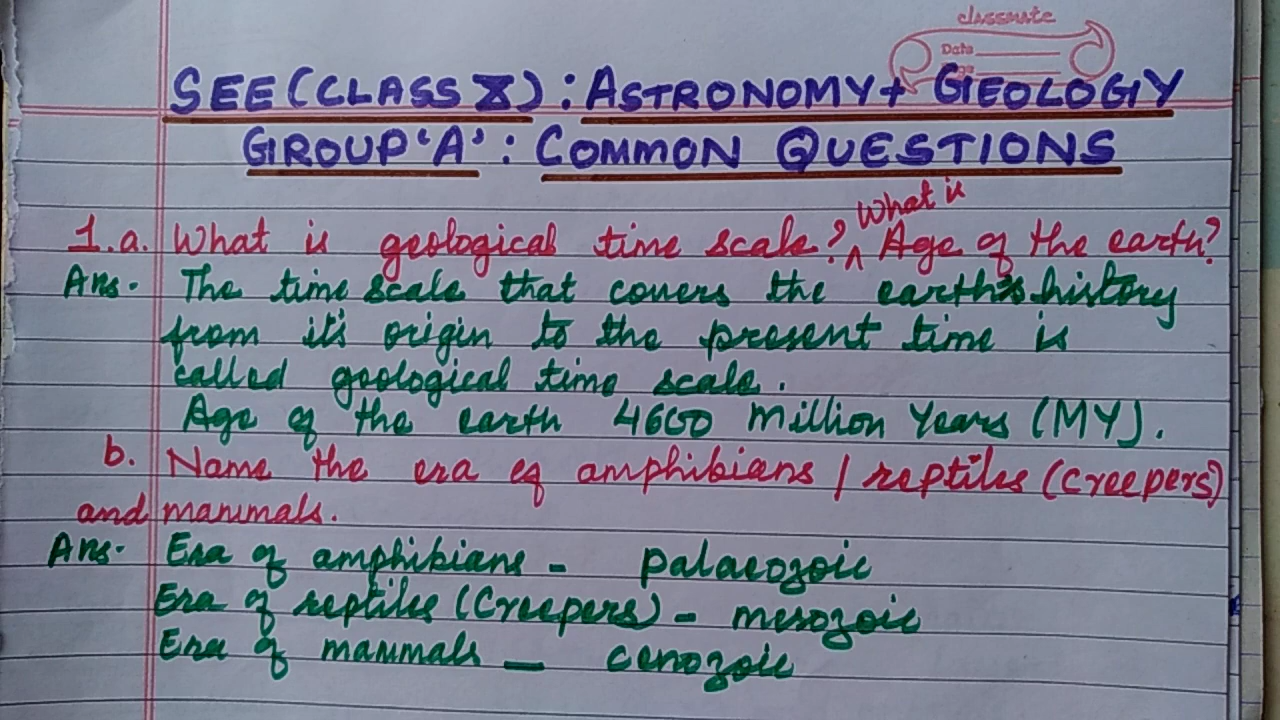 classmate
Date
SEE (CLASS X) : ASTRONOMY + GEOLOGY
GROUP 'A' : COMMON QUESTIONS
1.a. What is geological time scale? What is Age of the earth?
Ans. The time scale that covers the earth's history
from it's origin to the present time is
called geological time scale.
Age of the earth 4600 Million Years (MY).
b. Name the era of amphibians / reptiles (Creepers)
and mammals.
Ans. Era of amphibians - Palaeozoic
Era of reptiles (Creepers) - mesozoic
Era of mammals - cenozoic